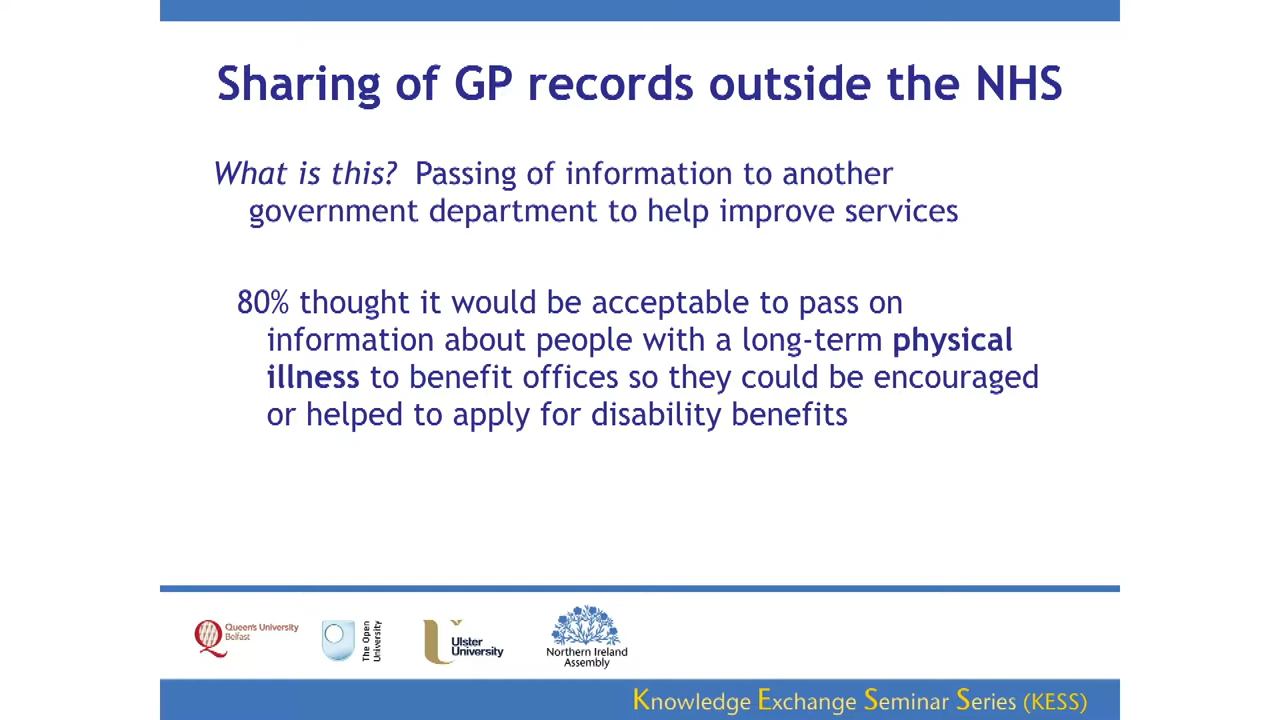 Sharing of GP records outside the NHS
What is this? Passing of information to another
government department to help improve services
80% thought it would be acceptable to pass on
information about people with a long-term physical
illness to benefit offices so they could be encouraged
or helped to apply for disability benefits
Queen's University
Belfast
The Open
University
Ulster
University
Northern Ireland
Assembly
Knowledge Exchange Seminar Series (KESS)